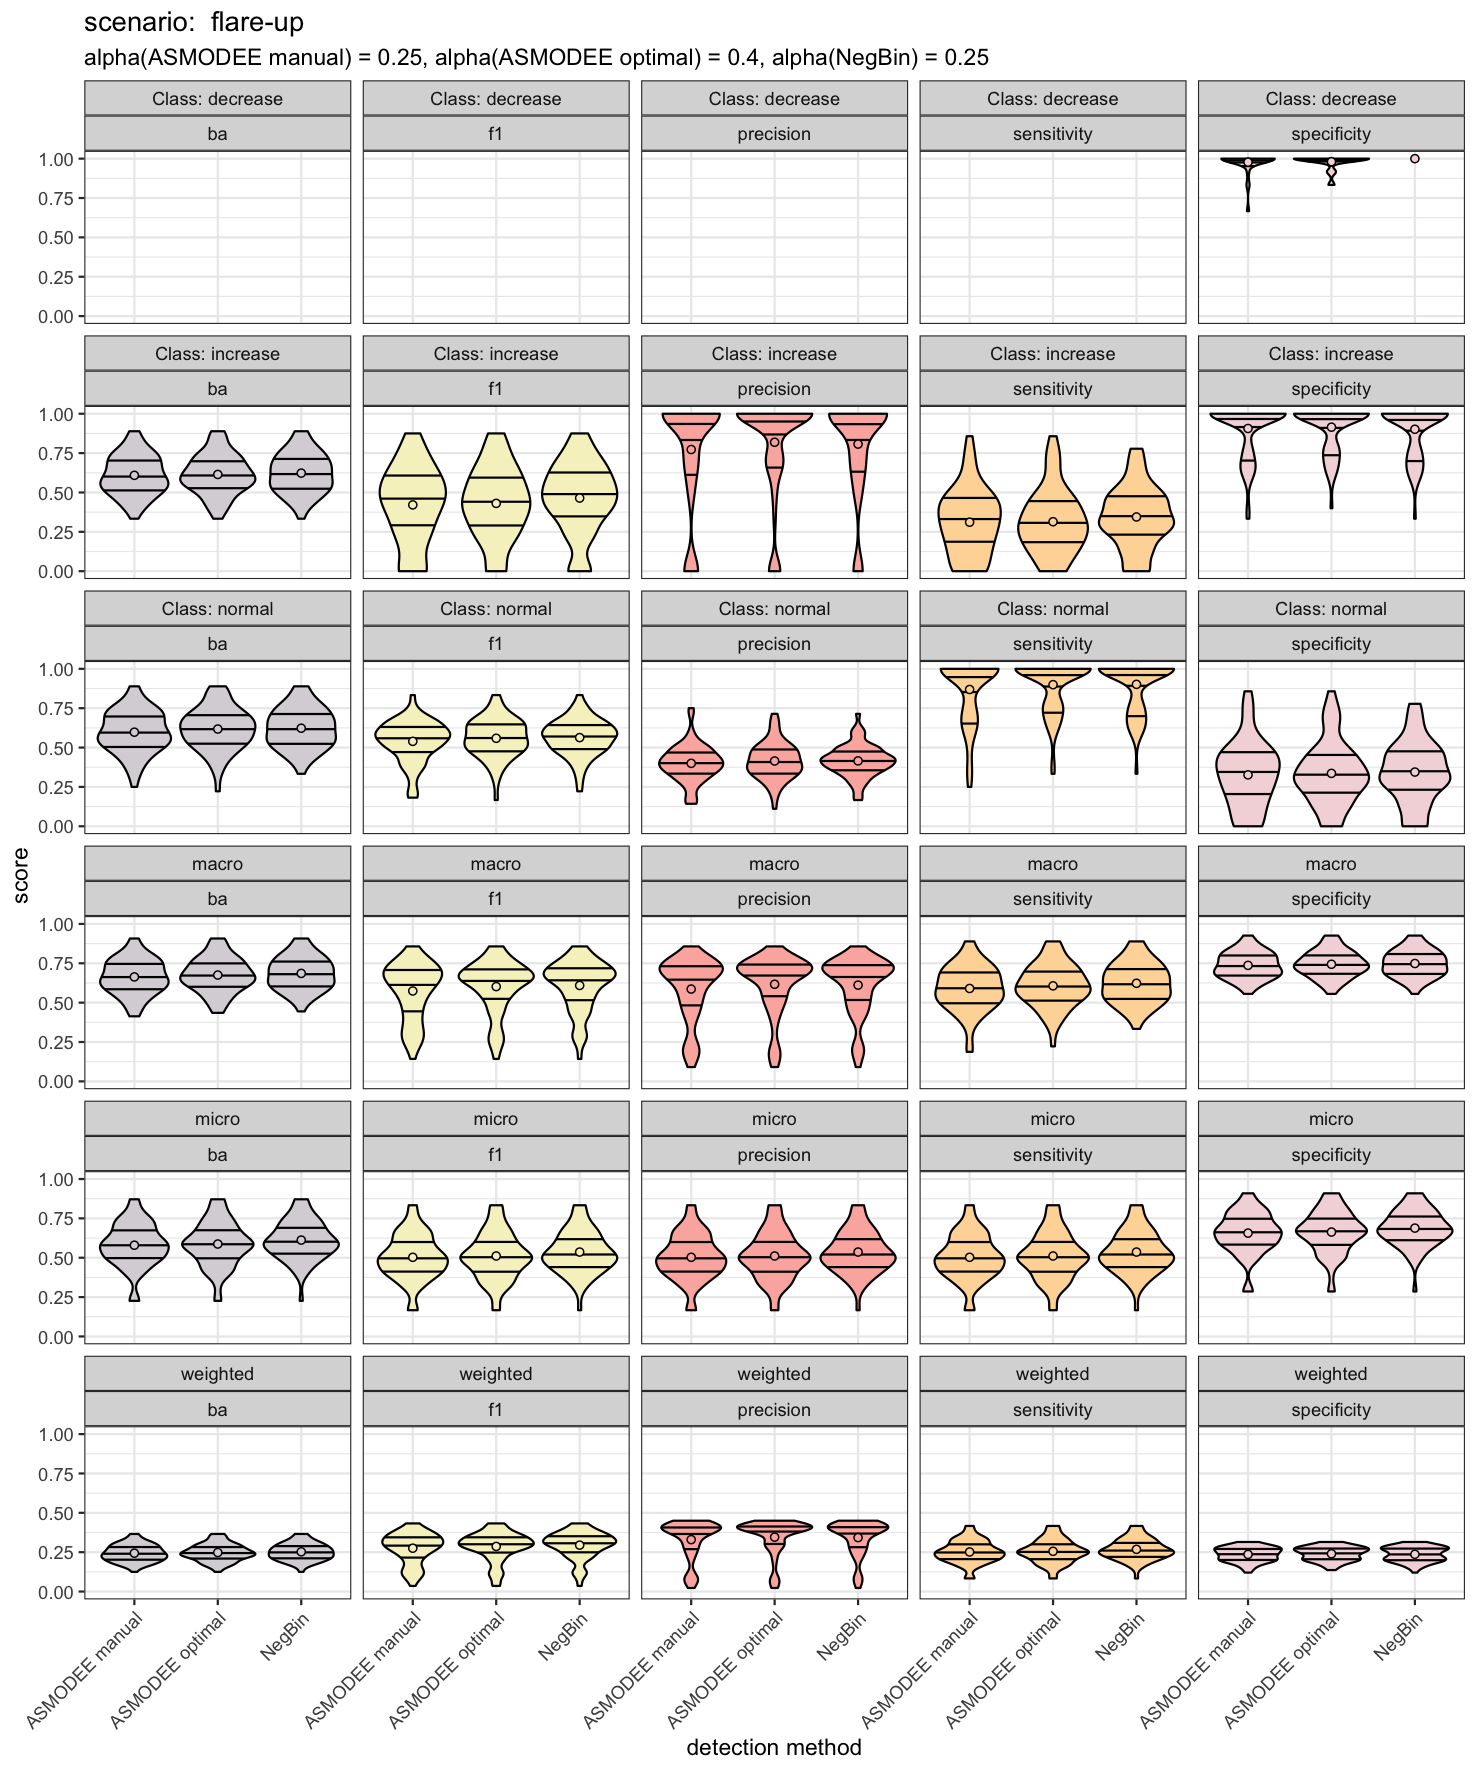 scenario:  flare-up
alpha(ASMODEE manual) = 0.25, alpha(ASMODEE optimal) = 0.4, alpha(NegBin) = 0.25
Class: decrease Class: decrease Class: decrease Class: decrease Class: decrease
ba f1 precision sensitivity specificity
1.00
0.75
0.50
0.25
0.00
Class: increase Class: increase Class: increase Class: increase Class: increase
ba f1 precision sensitivity specificity
1.00
0.75
0.50
0.25
0.00
Class: normal Class: normal Class: normal Class: normal Class: normal
ba f1 precision sensitivity specificity
1.00
0.75
0.50
0.25
0.00
score
macro macro macro macro macro
ba f1 precision sensitivity specificity
1.00
0.75
0.50
0.25
0.00
micro micro micro micro micro
ba f1 precision sensitivity specificity
1.00
0.75
0.50
0.25
0.00
weighted weighted weighted weighted weighted
ba f1 precision sensitivity specificity
1.00
0.75
0.50
0.25
0.00
ASMODEE manual ASMODEE optimal NegBin ASMODEE manual ASMODEE optimal NegBin ASMODEE manual ASMODEE optimal NegBin ASMODEE manual ASMODEE optimal NegBin ASMODEE manual ASMODEE optimal NegBin
detection method